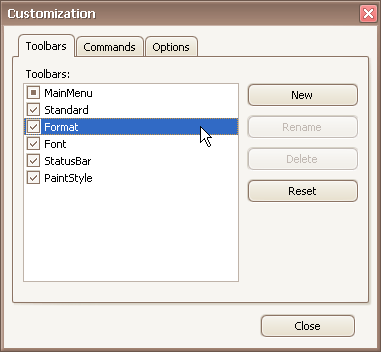 Customization
Toolbars Commands Options
Toolbars:
MainMenu
Standard
Format
Font
StatusBar
PaintStyle
New
Rename
Delete
Reset
Close